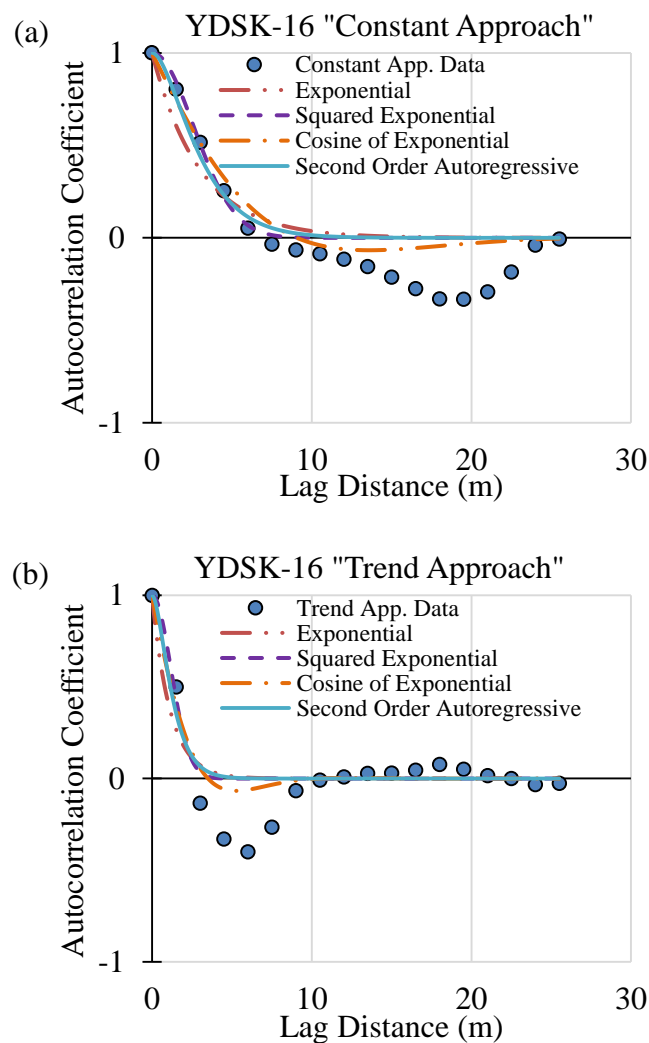 (a)
YDSK-16 "Constant Approach"
Autocorrelation Coefficient
1
0
-1
Constant App. Data
Exponential
Squared Exponential
Cosine of Exponential
Second Order Autoregressive
0
10
20
30
Lag Distance (m)
(b)
YDSK-16 "Trend Approach"
Autocorrelation Coefficient
1
0
-1
Trend App. Data
Exponential
Squared Exponential
Cosine of Exponential
Second Order Autoregressive
0
10
20
30
Lag Distance (m)